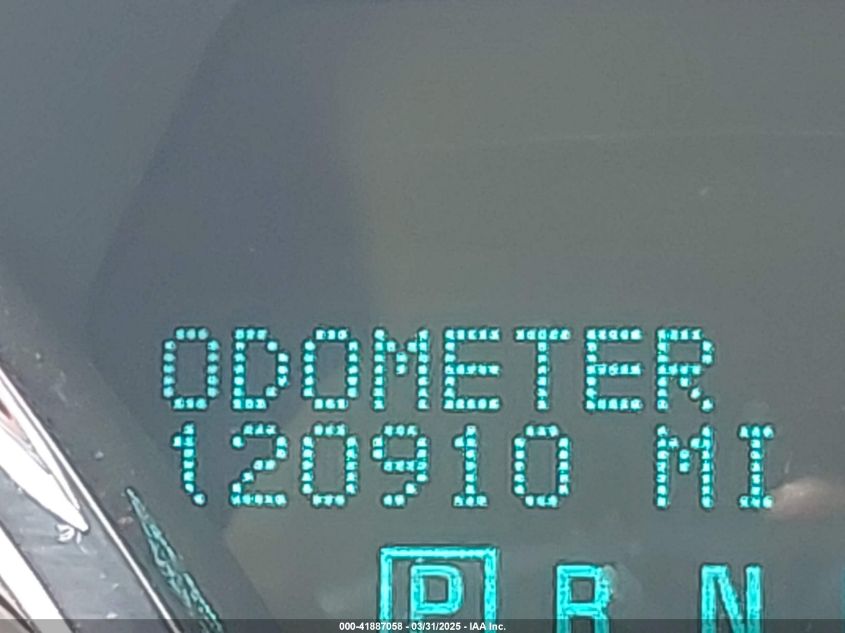 ODOMETER
120910 MI
P R N
000-41887058 - 03/31/2025 - IAA Inc.